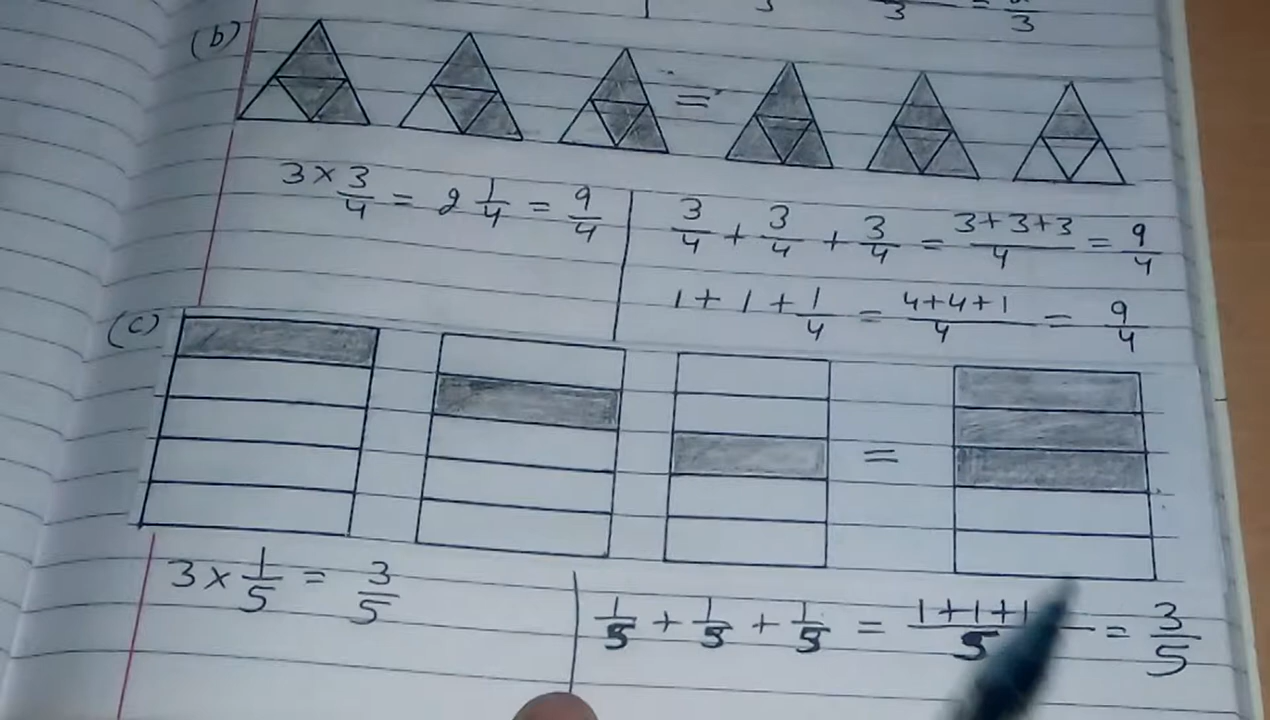 (b)
=
3 × 3/4 = 2 1/4 = 9/4
3/4 + 3/4 + 3/4 = 3+3+3/4 = 9/4
1 + 1 + 1/4 = 4+4+1/4 = 9/4
(c)
=
3 × 1/5 = 3/5
1/5 + 1/5 + 1/5 = 1+1+1/5 = 3/5